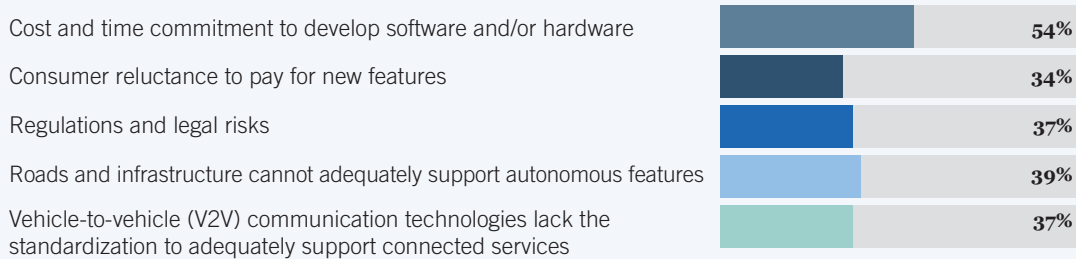 Cost and time commitment to develop software and/or hardware 54%
Consumer reluctance to pay for new features 34%
Regulations and legal risks 37%
Roads and infrastructure cannot adequately support autonomous features 39%
Vehicle-to-vehicle (V2V) communication technologies lack the 37%
standardization to adequately support connected services